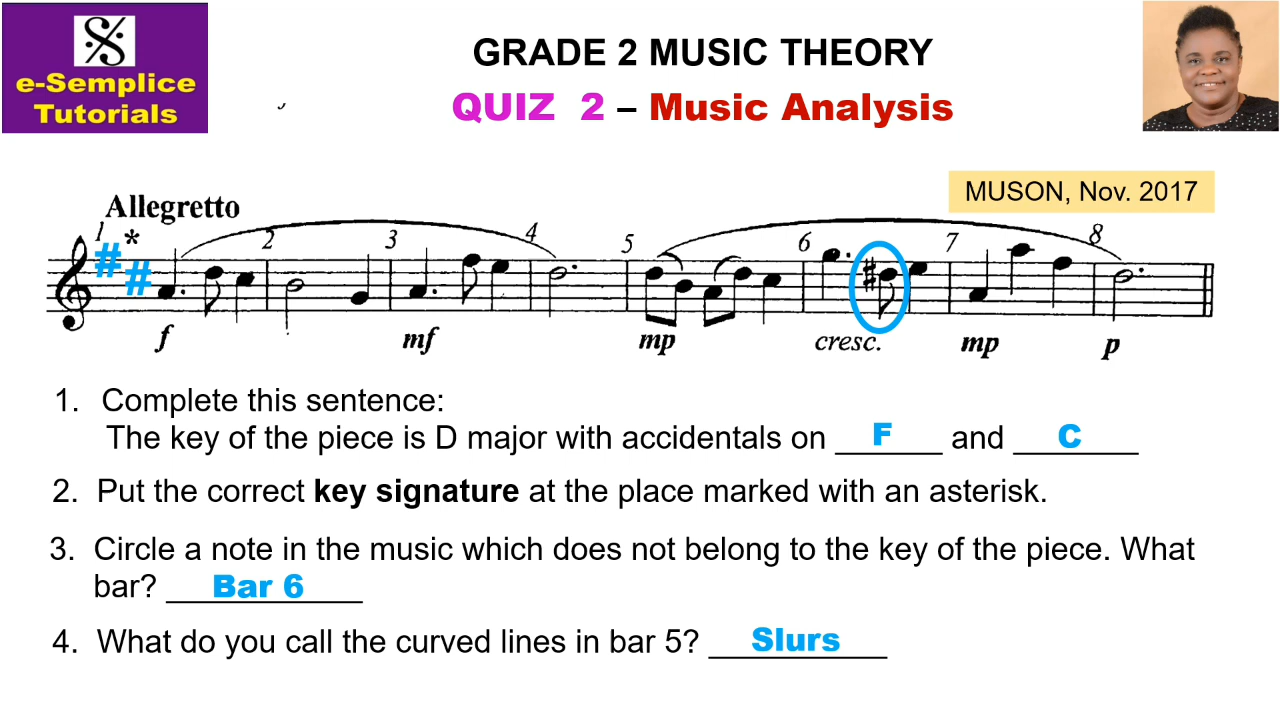 e-Semplice
Tutorials
GRADE 2 MUSIC THEORY
QUIZ 2 – Music Analysis
MUSON, Nov. 2017
Allegretto
1 * 2 3 4 5 6 7 8
f mf mp cresc. mp p
1. Complete this sentence:
The key of the piece is D major with accidentals on ______ F and ______ C
2. Put the correct key signature at the place marked with an asterisk.
3. Circle a note in the music which does not belong to the key of the piece. What
bar? Bar 6
4. What do you call the curved lines in bar 5? Slurs